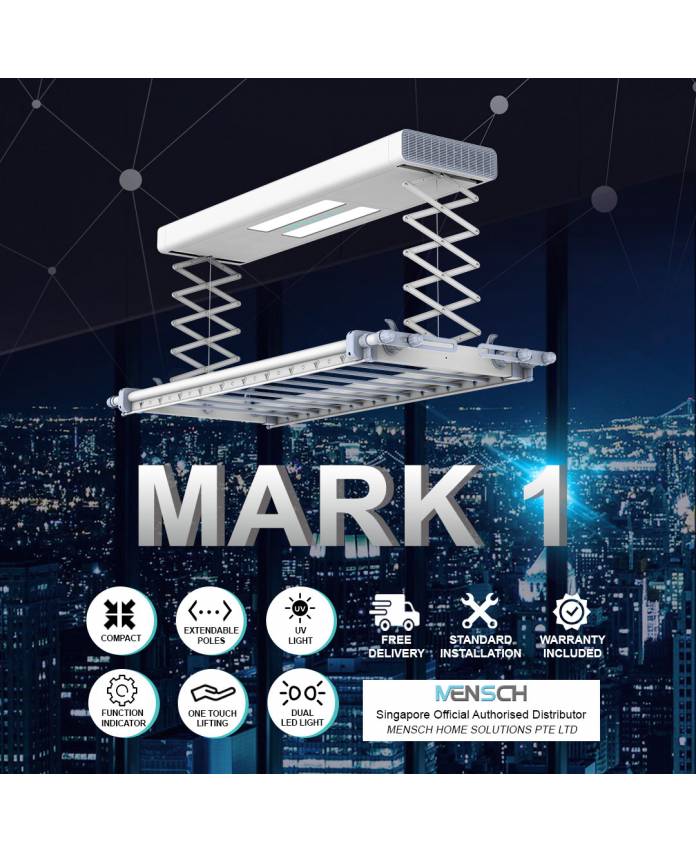 MARK 1
COMPACT
EXTENDABLE
POLES
UV
UV
LIGHT
FREE
DELIVERY
STANDARD
INSTALLATION
WARRANTY
INCLUDED
FUNCTION
INDICATOR
ONE TOUCH
LIFTING
DUAL
LED LIGHT
MENSCH
Singapore Official Authorised Distributor
MENSCH HOME SOLUTIONS PTE LTD